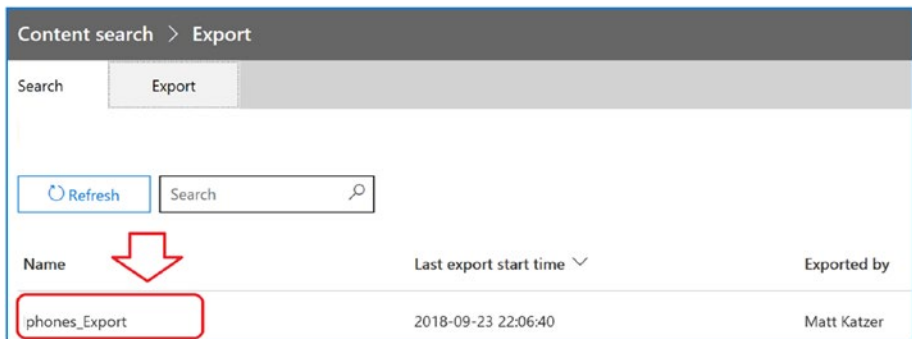 Content search > Export
Search Export
Refresh Search
Name Last export start time Exported by
phones_Export 2018-09-23 22:06:40 Matt Katzer